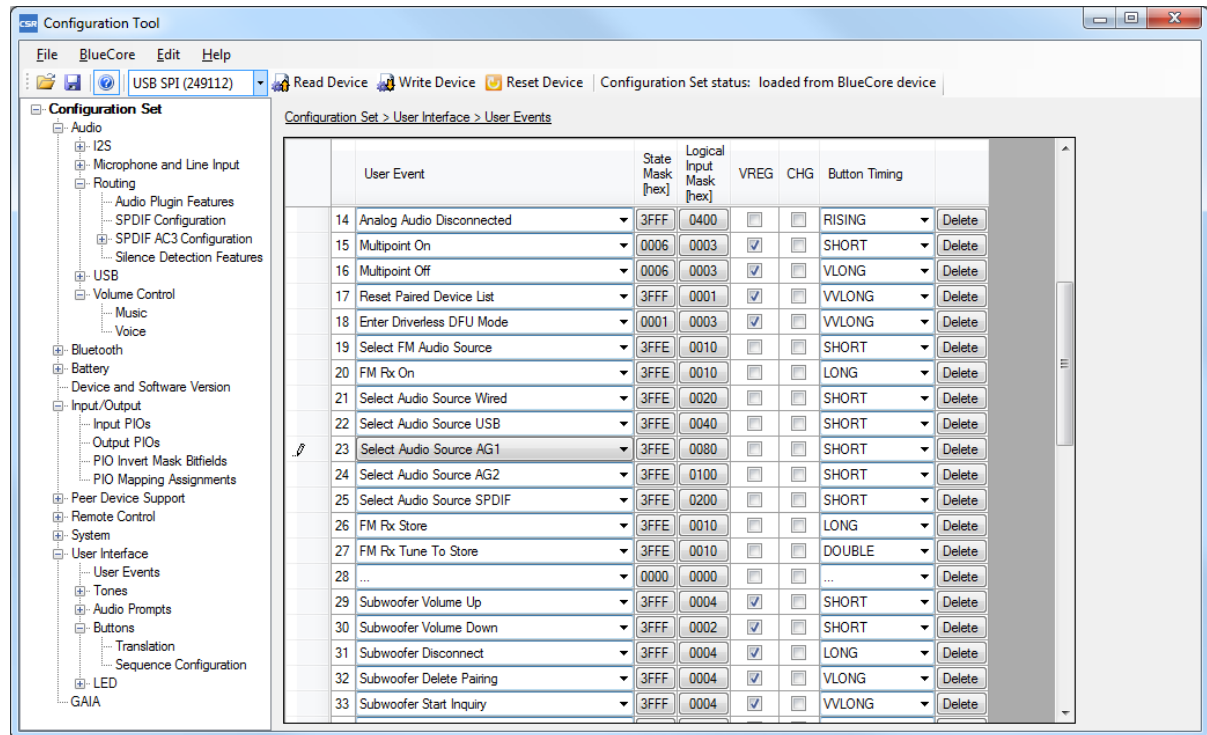 CSR Configuration Tool
File BlueCore Edit Help
USB SPI (249112) Read Device Write Device Reset Device Configuration Set status: loaded from BlueCore device
Configuration Set
Audio
I2S
Microphone and Line Input
Routing
Audio Plugin Features
SPDIF Configuration
SPDIF AC3 Configuration
Silence Detection Features
USB
Volume Control
Music
Voice
Bluetooth
Battery
Device and Software Version
Input/Output
Input PIOs
Output PIOs
PIO Invert Mask Bitfields
PIO Mapping Assignments
Peer Device Support
Remote Control
System
User Interface
User Events
Tones
Audio Prompts
Buttons
Translation
Sequence Configuration
LED
GAIA
Configuration Set > User Interface > User Events
User Event State Mask [hex] Logical Input Mask [hex] VREG CHG Button Timing
14 Analog Audio Disconnected 3FFF 0400 RISING Delete
15 Multipoint On 0006 0003 SHORT Delete
16 Multipoint Off 0006 0003 VLONG Delete
17 Reset Paired Device List 3FFF 0001 VVLONG Delete
18 Enter Driverless DFU Mode 0001 0003 VVLONG Delete
19 Select FM Audio Source 3FFE 0010 SHORT Delete
20 FM Rx On 3FFE 0010 LONG Delete
21 Select Audio Source Wired 3FFE 0020 SHORT Delete
22 Select Audio Source USB 3FFE 0040 SHORT Delete
23 Select Audio Source AG1 3FFE 0080 SHORT Delete
24 Select Audio Source AG2 3FFE 0100 SHORT Delete
25 Select Audio Source SPDIF 3FFE 0200 SHORT Delete
26 FM Rx Store 3FFE 0010 LONG Delete
27 FM Rx Tune To Store 3FFE 0010 DOUBLE Delete
28 ... 0000 0000 ... Delete
29 Subwoofer Volume Up 3FFF 0004 SHORT Delete
30 Subwoofer Volume Down 3FFF 0002 SHORT Delete
31 Subwoofer Disconnect 3FFF 0004 LONG Delete
32 Subwoofer Delete Pairing 3FFF 0004 VLONG Delete
33 Subwoofer Start Inquiry 3FFF 0004 VVLONG Delete